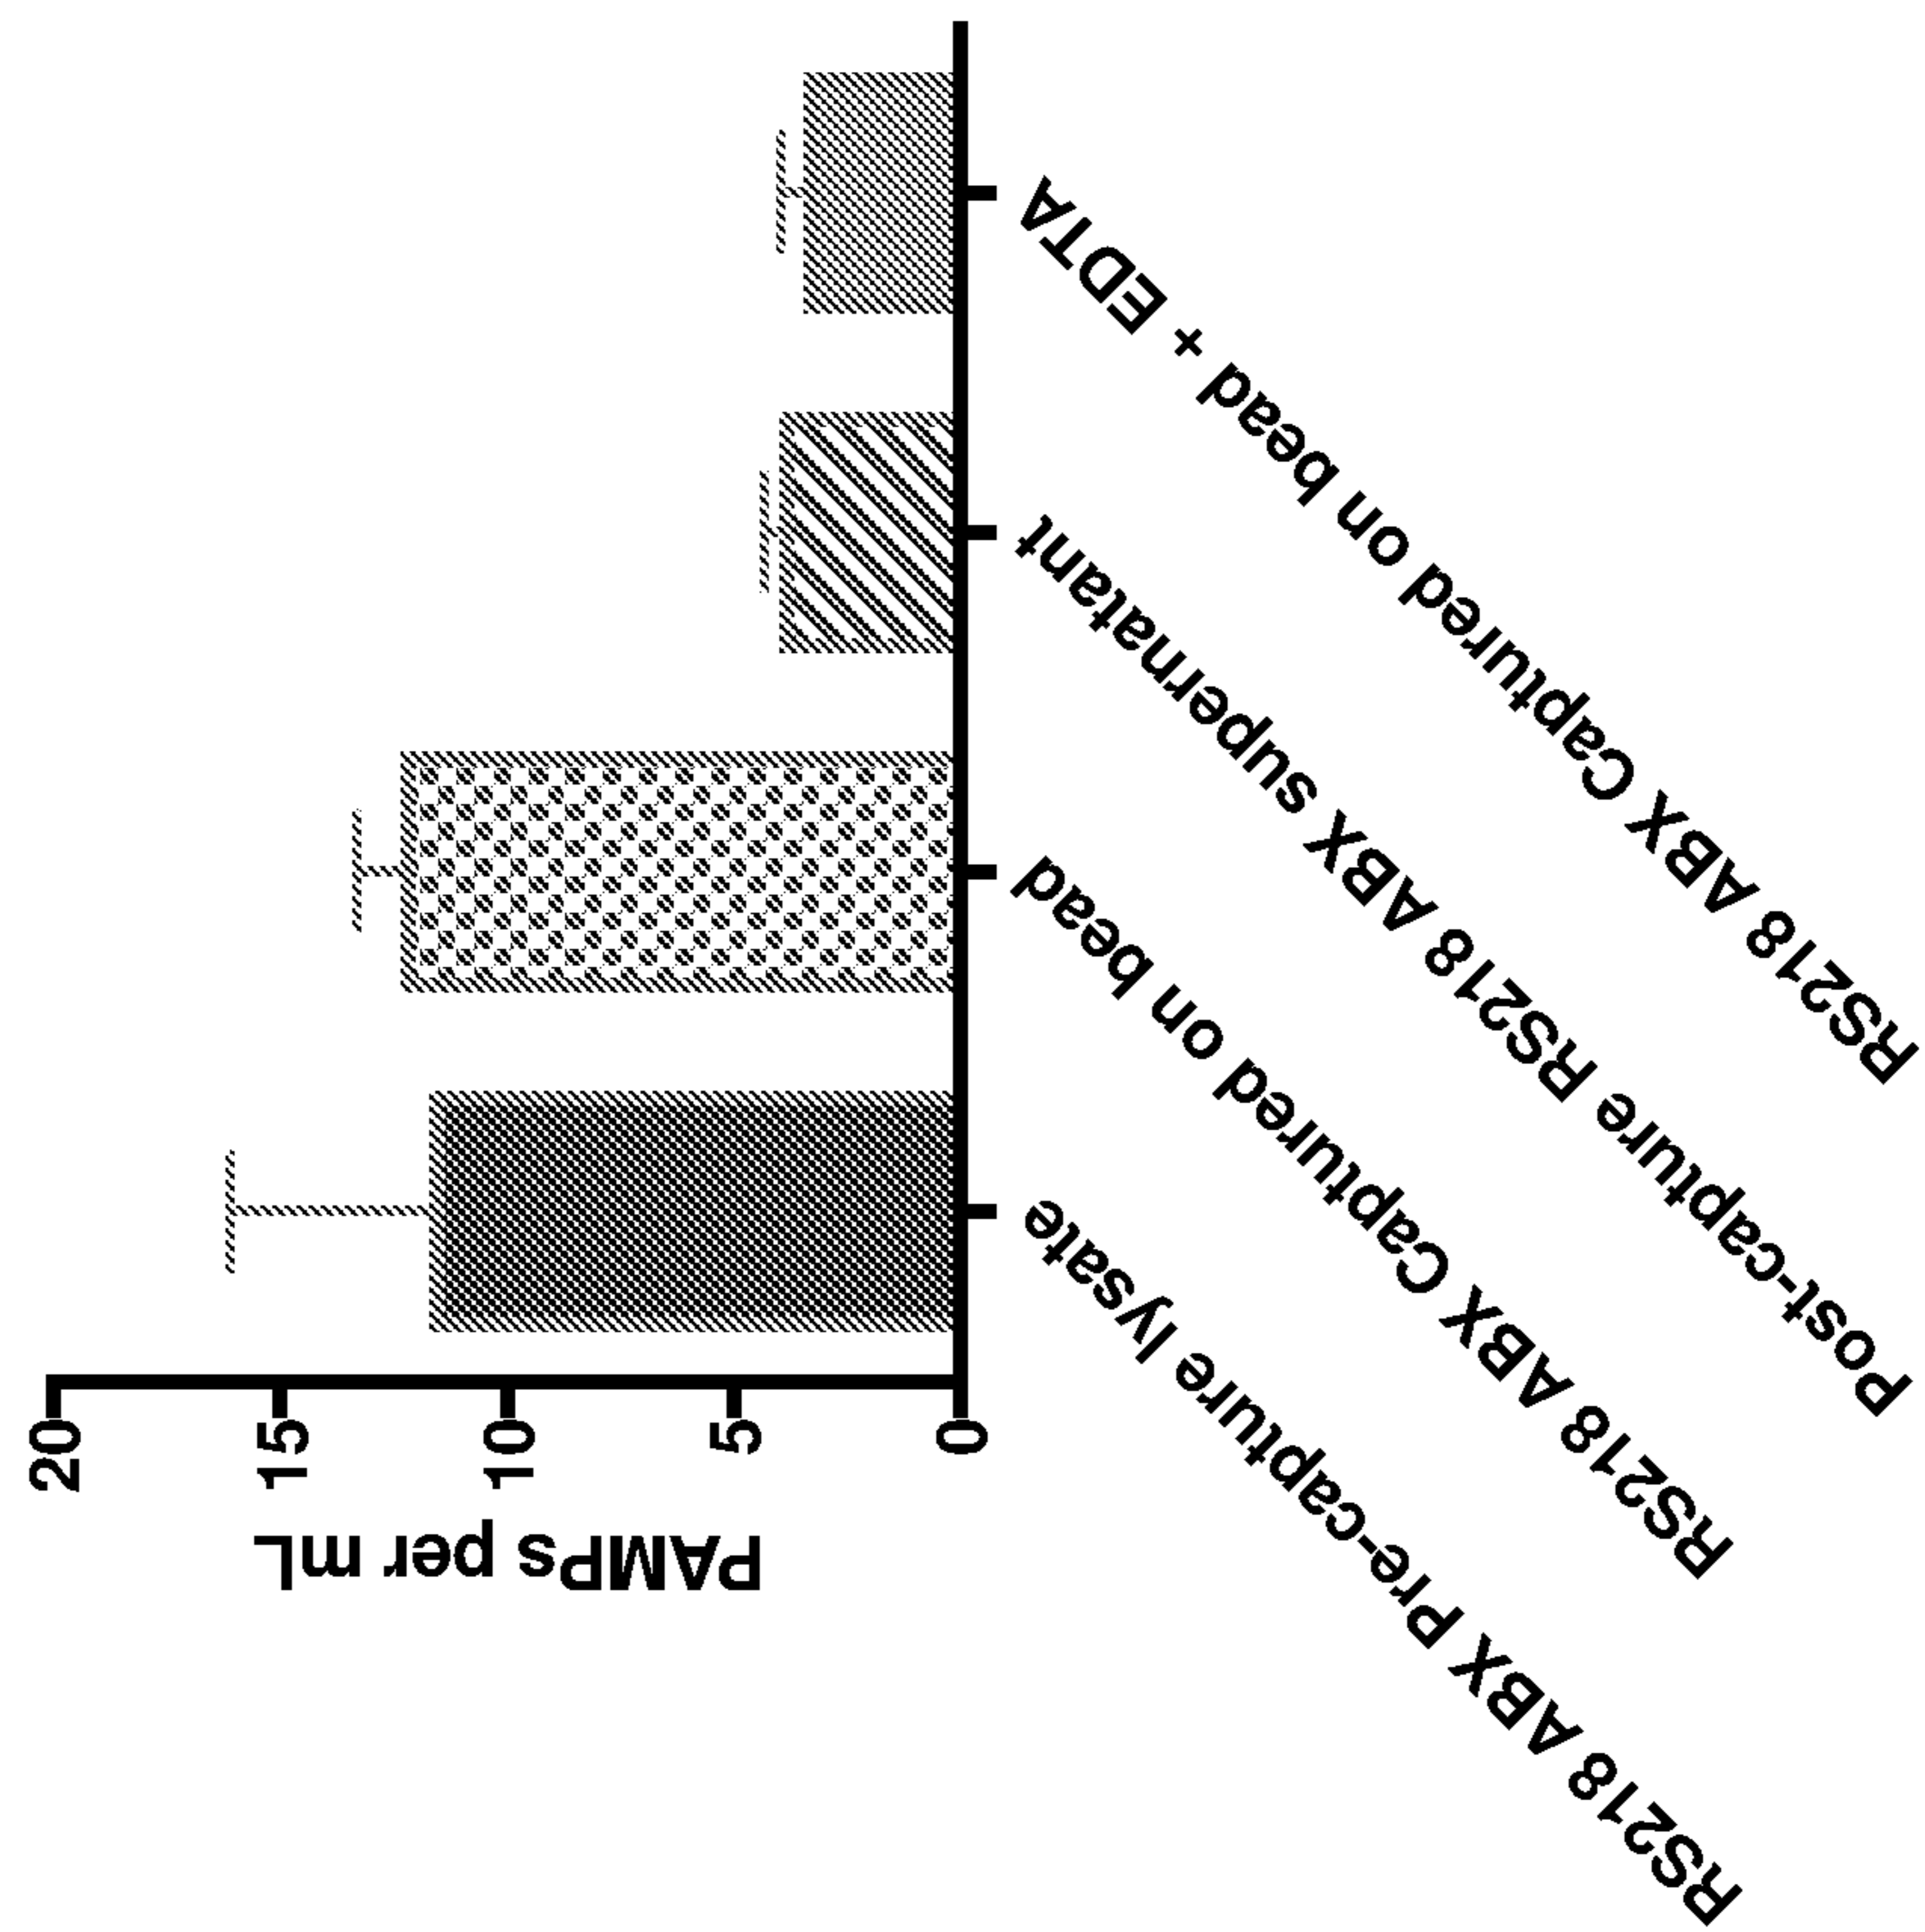 PAMPs per mL
20
15
10
5
0
RS218 ABX Pre-capture lysate
RS218 ABX Captured on bead
Post-capture RS218 ABX supernatant
RS218 ABX Captured on bead + EDTA